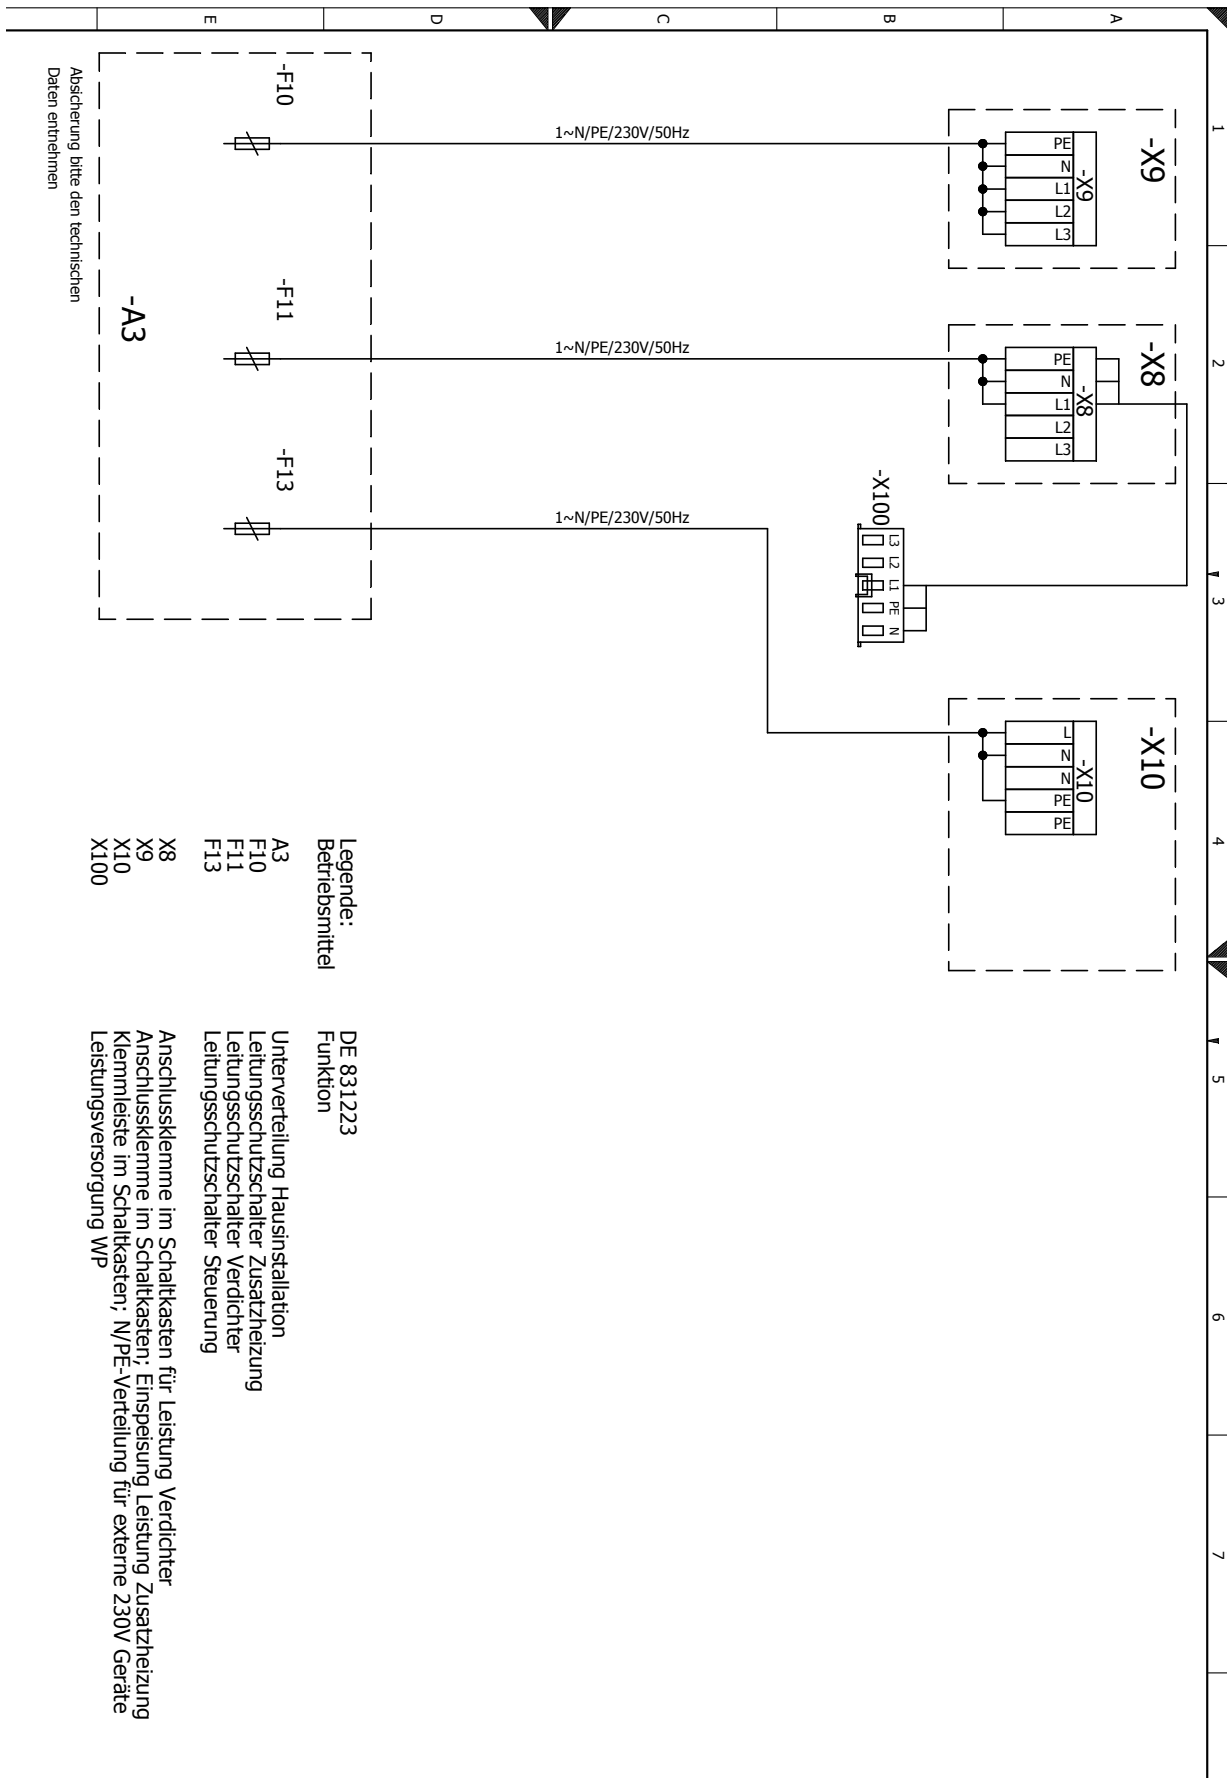 E
D
C
B
A
1
2
3
4
5
6
7
-X9
-X9
PE
N
L1
L2
L3
-X8
-X8
PE
N
L1
L2
L3
-X100
L3
L2
L1
PE
N
-X10
-X10
L
N
N
PE
PE
1~N/PE/230V/50Hz
1~N/PE/230V/50Hz
1~N/PE/230V/50Hz
-F10
-F11
-F13
-A3
Absicherung bitte den technischen
Daten entnehmen
Legende: DE 831223
Betriebsmittel Funktion
A3 Unterverteilung Hausinstallation
F10 Leitungsschutzschalter Zusatzheizung
F11 Leitungsschutzschalter Verdichter
F13 Leitungsschutzschalter Steuerung
X8 Anschlussklemme im Schaltkasten für Leistung Verdichter
X9 Anschlussklemme im Schaltkasten; Einspeisung Leistung Zusatzheizung
X10 Klemmleiste im Schaltkasten; N/PE-Verteilung für externe 230V Geräte
X100 Leistungsversorgung WP